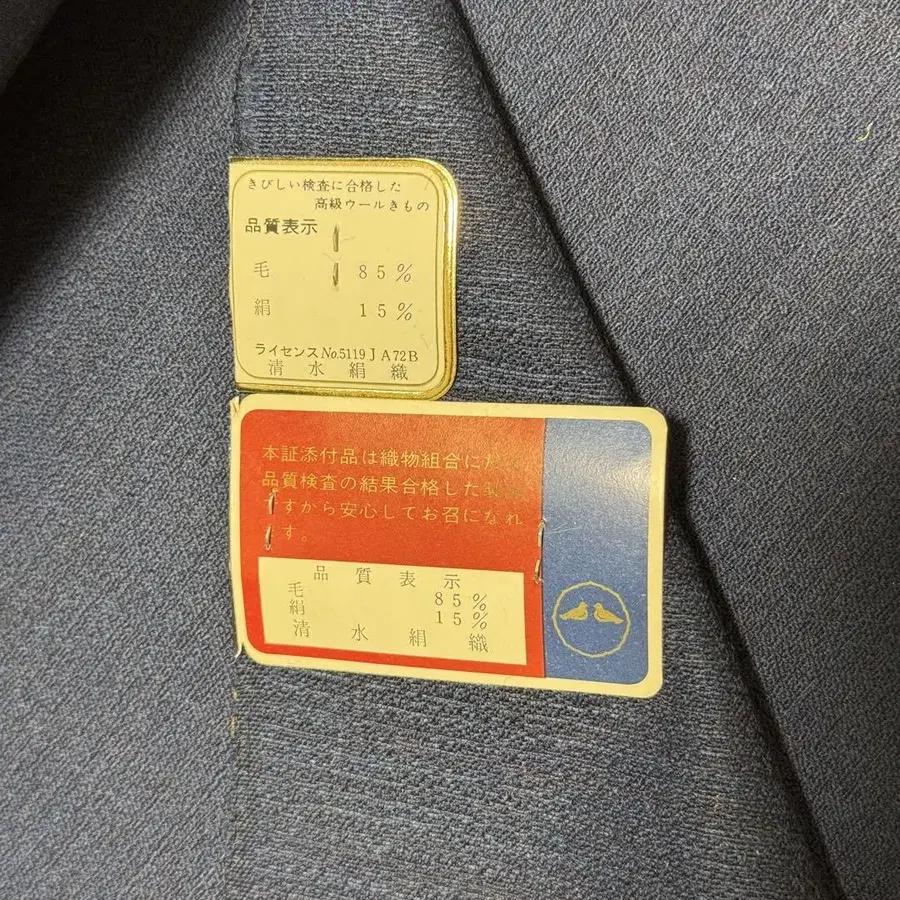 きびしい検査に合格した
高級ウールきもの
品質表示
毛 85%
絹 15%
ライセンスNo.5119 J A72B
清水絹織
本証添付品は織物組合に
品質検査の結果合格した
ですから安心してお召になれ
ます。
品質表示
毛 85%
絹 15%
清水絹織